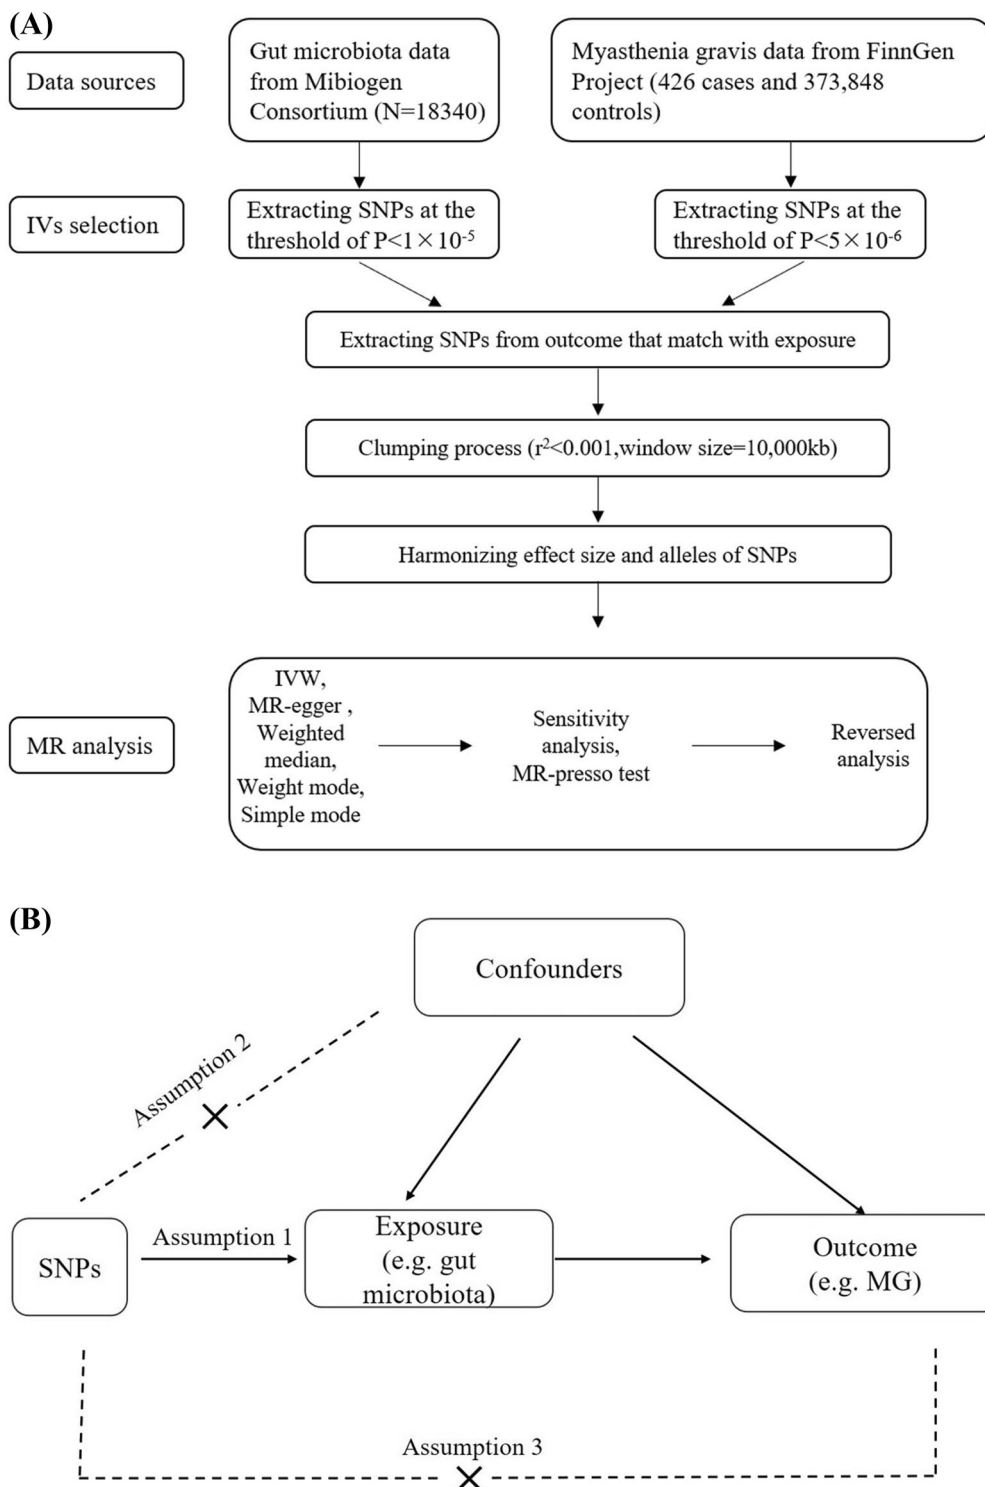 (A)
Data sources
Gut microbiota data
from Mibiogen
Consortium (N=18340)
Myasthenia gravis data from FinnGen
Project (426 cases and 373,848
controls)
IVs selection
Extracting SNPs at the
threshold of P<1×10⁻⁵
Extracting SNPs at the
threshold of P<5×10⁻⁶
Extracting SNPs from outcome that match with exposure
Clumping process (r²<0.001,window size=10,000kb)
Harmonizing effect size and alleles of SNPs
MR analysis
IVW,
MR-egger ,
Weighted
median,
Weight mode,
Simple mode
Sensitivity
analysis,
MR-presso test
Reversed
analysis
(B)
Confounders
Assumption 2
SNPs
Assumption 1
Exposure
(e.g. gut
microbiota)
Outcome
(e.g. MG)
Assumption 3